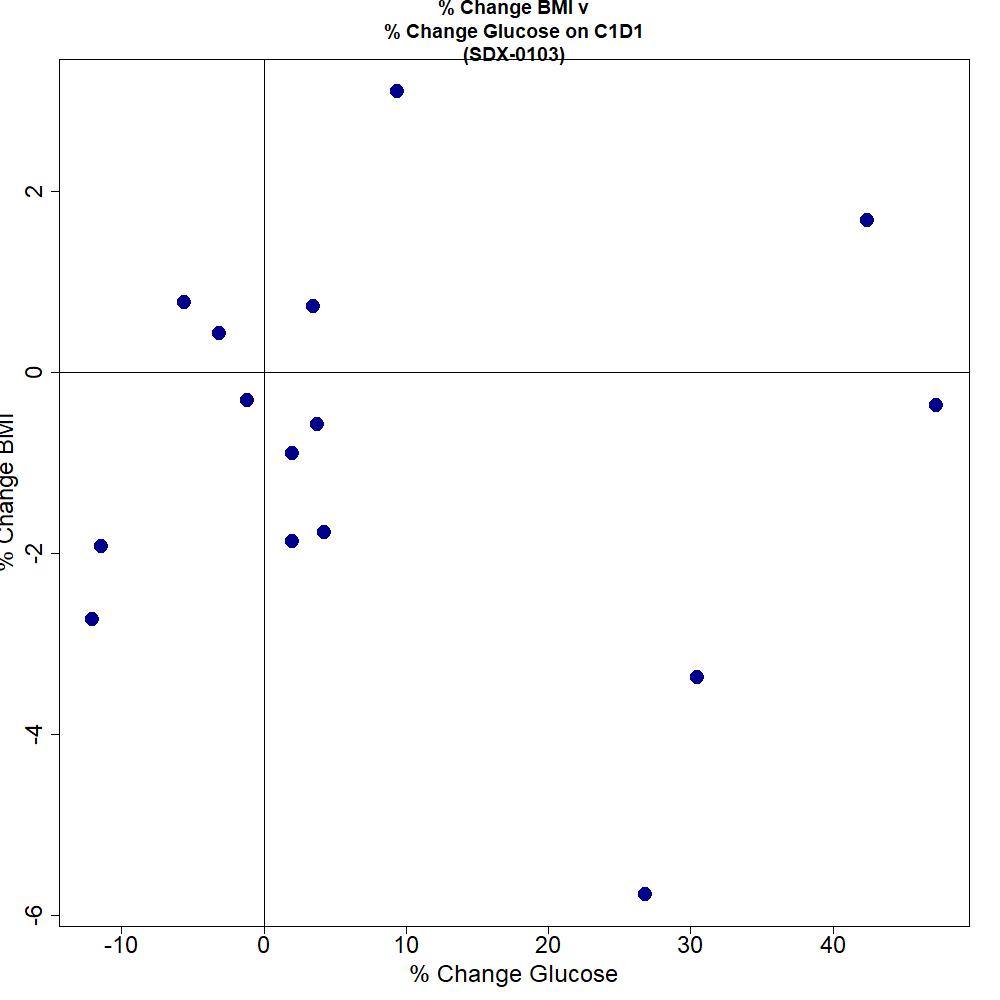 % Change BMI v
% Change Glucose on C1D1
(SDX-0103)
% Change BMI
2
0
-2
-4
-6
-10
0
10
20
30
40
% Change Glucose